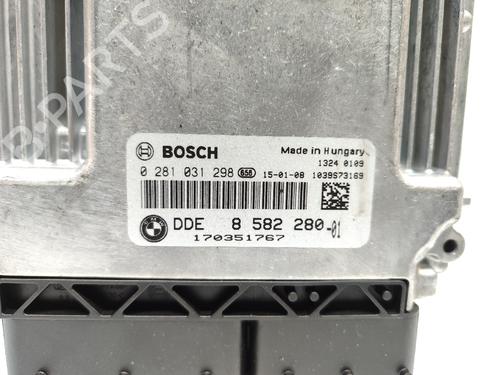 BOSCH
Made in Hungary
1324 0109
0 281 031 298 656 15-01-08 1039S73169
DDE 8 582 280-01
170351767
B-PARTS